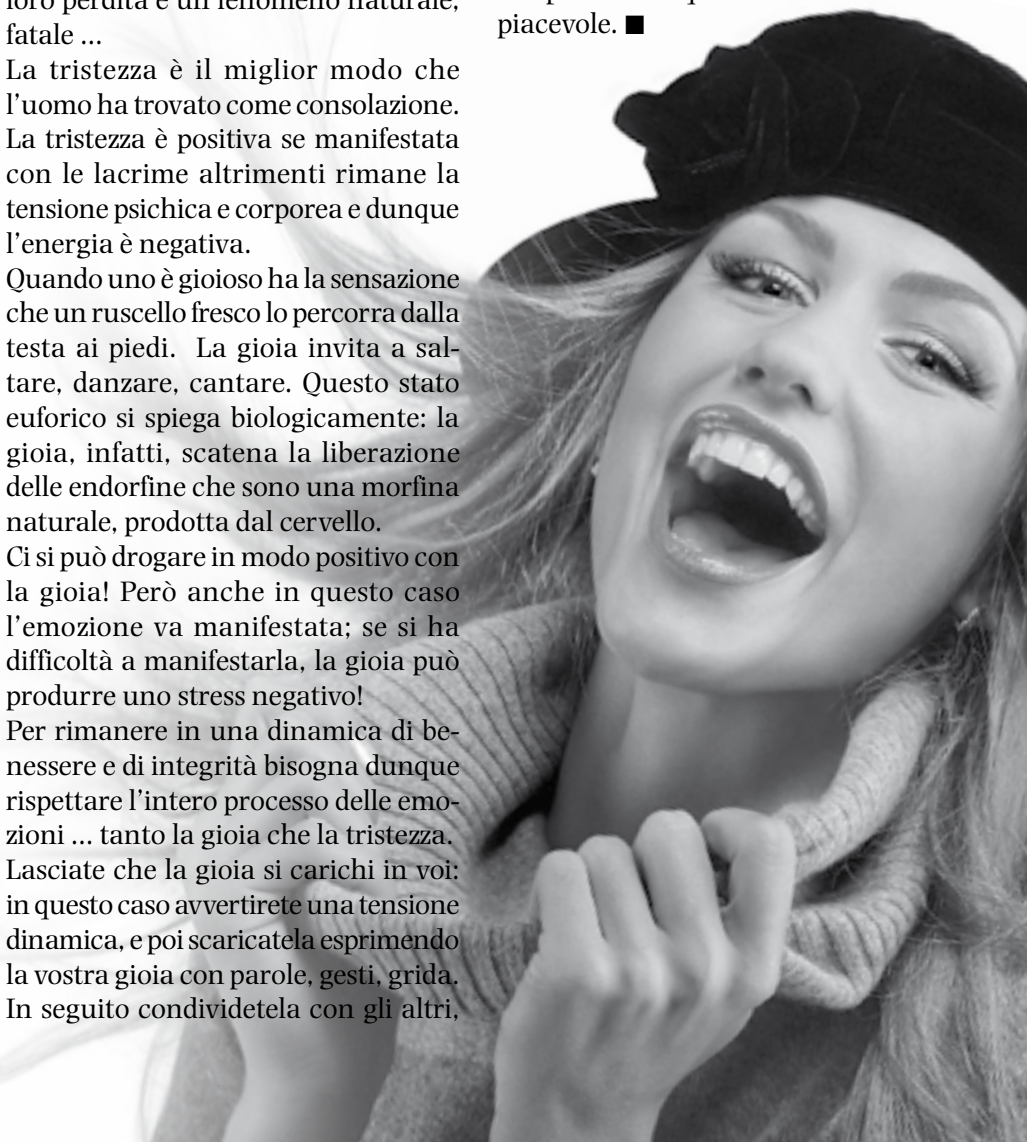 fatale ...
La tristezza è il miglior modo che
l'uomo ha trovato come consolazione.
La tristezza è positiva se manifestata
con le lacrime altrimenti rimane la
tensione psichica e corporea e dunque
l'energia è negativa.
Quando uno è gioioso ha la sensazione
che un ruscello fresco lo percorra dalla
testa ai piedi. La gioia invita a sal-
tare, danzare, cantare. Questo stato
euforico si spiega biologicamente: la
gioia, infatti, scatena la liberazione
delle endorfine che sono una morfina
naturale, prodotta dal cervello.
Ci si può drogare in modo positivo con
la gioia! Però anche in questo caso
l'emozione va manifestata; se si ha
difficoltà a manifestarla, la gioia può
produrre uno stress negativo!
Per rimanere in una dinamica di be-
nessere e di integrità bisogna dunque
rispettare l'intero processo delle emo-
zioni ... tanto la gioia che la tristezza.
Lasciate che la gioia si carichi in voi:
in questo caso avvertirete una tensione
dinamica, e poi scaricatela esprimendo
la vostra gioia con parole, gesti, grida.
In seguito condividetela con gli altri,
piacevole. ■